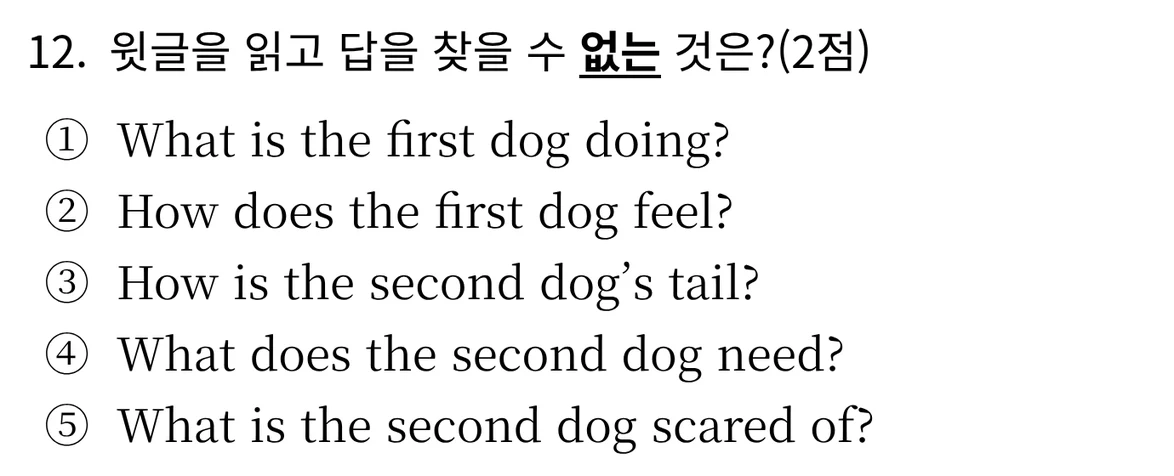 12. 윗글을 읽고 답을 찾을 수 없는 것은?(2점)
① What is the first dog doing?
② How does the first dog feel?
③ How is the second dog’s tail?
④ What does the second dog need?
⑤ What is the second dog scared of?